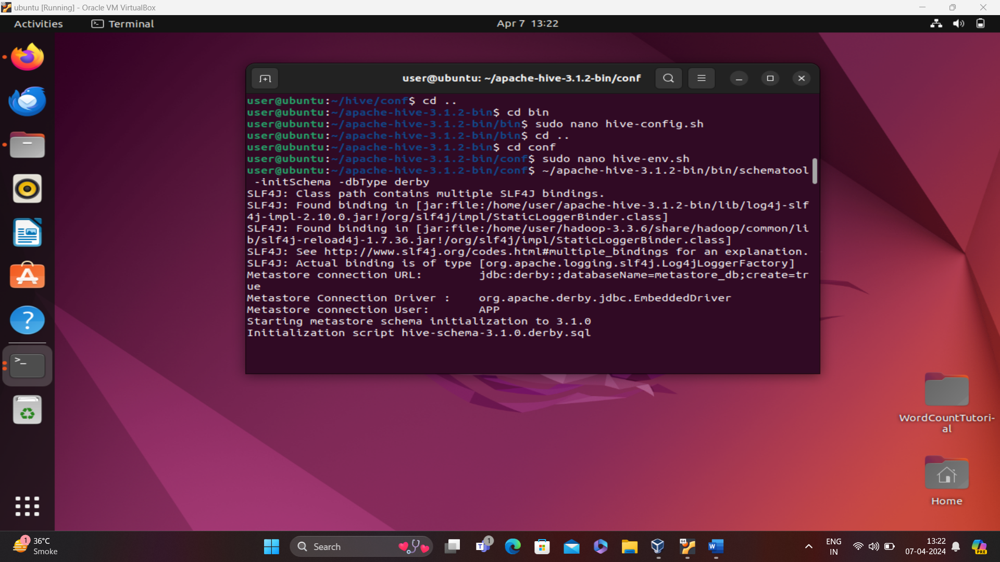 ubuntu [Running] - Oracle VM VirtualBox
Activities
Terminal
Apr 7 13:22
user@ubuntu: ~/apache-hive-3.1.2-bin/conf
user@ubuntu:~/hive/conf$ cd ..
user@ubuntu:~/apache-hive-3.1.2-bin$ cd bin
user@ubuntu:~/apache-hive-3.1.2-bin/bin$ sudo nano hive-config.sh
user@ubuntu:~/apache-hive-3.1.2-bin/bin$ cd ..
user@ubuntu:~/apache-hive-3.1.2-bin$ cd conf
user@ubuntu:~/apache-hive-3.1.2-bin/conf$ sudo nano hive-env.sh
user@ubuntu:~/apache-hive-3.1.2-bin/conf$ ~/apache-hive-3.1.2-bin/bin/schematool
 -initSchema -dbType derby
SLF4J: Class path contains multiple SLF4J bindings.
SLF4J: Found binding in [jar:file:/home/user/apache-hive-3.1.2-bin/lib/log4j-slf
4j-impl-2.10.0.jar!/org/slf4j/impl/StaticLoggerBinder.class]
SLF4J: Found binding in [jar:file:/home/user/hadoop-3.3.6/share/hadoop/common/li
b/slf4j-reload4j-1.7.36.jar!/org/slf4j/impl/StaticLoggerBinder.class]
SLF4J: See http://www.slf4j.org/codes.html#multiple_bindings for an explanation.
SLF4J: Actual binding is of type [org.apache.logging.slf4j.Log4jLoggerFactory]
Metastore connection URL:        jdbc:derby:;databaseName=metastore_db;create=tr
ue
Metastore Connection Driver :    org.apache.derby.jdbc.EmbeddedDriver
Metastore connection User:       APP
Starting metastore schema initialization to 3.1.0
Initialization script hive-schema-3.1.0.derby.sql
WordCountTutori-
al
Home
1
36°C
Smoke
Search
1
64
ENG
IN
13:22
07-04-2024
PRE